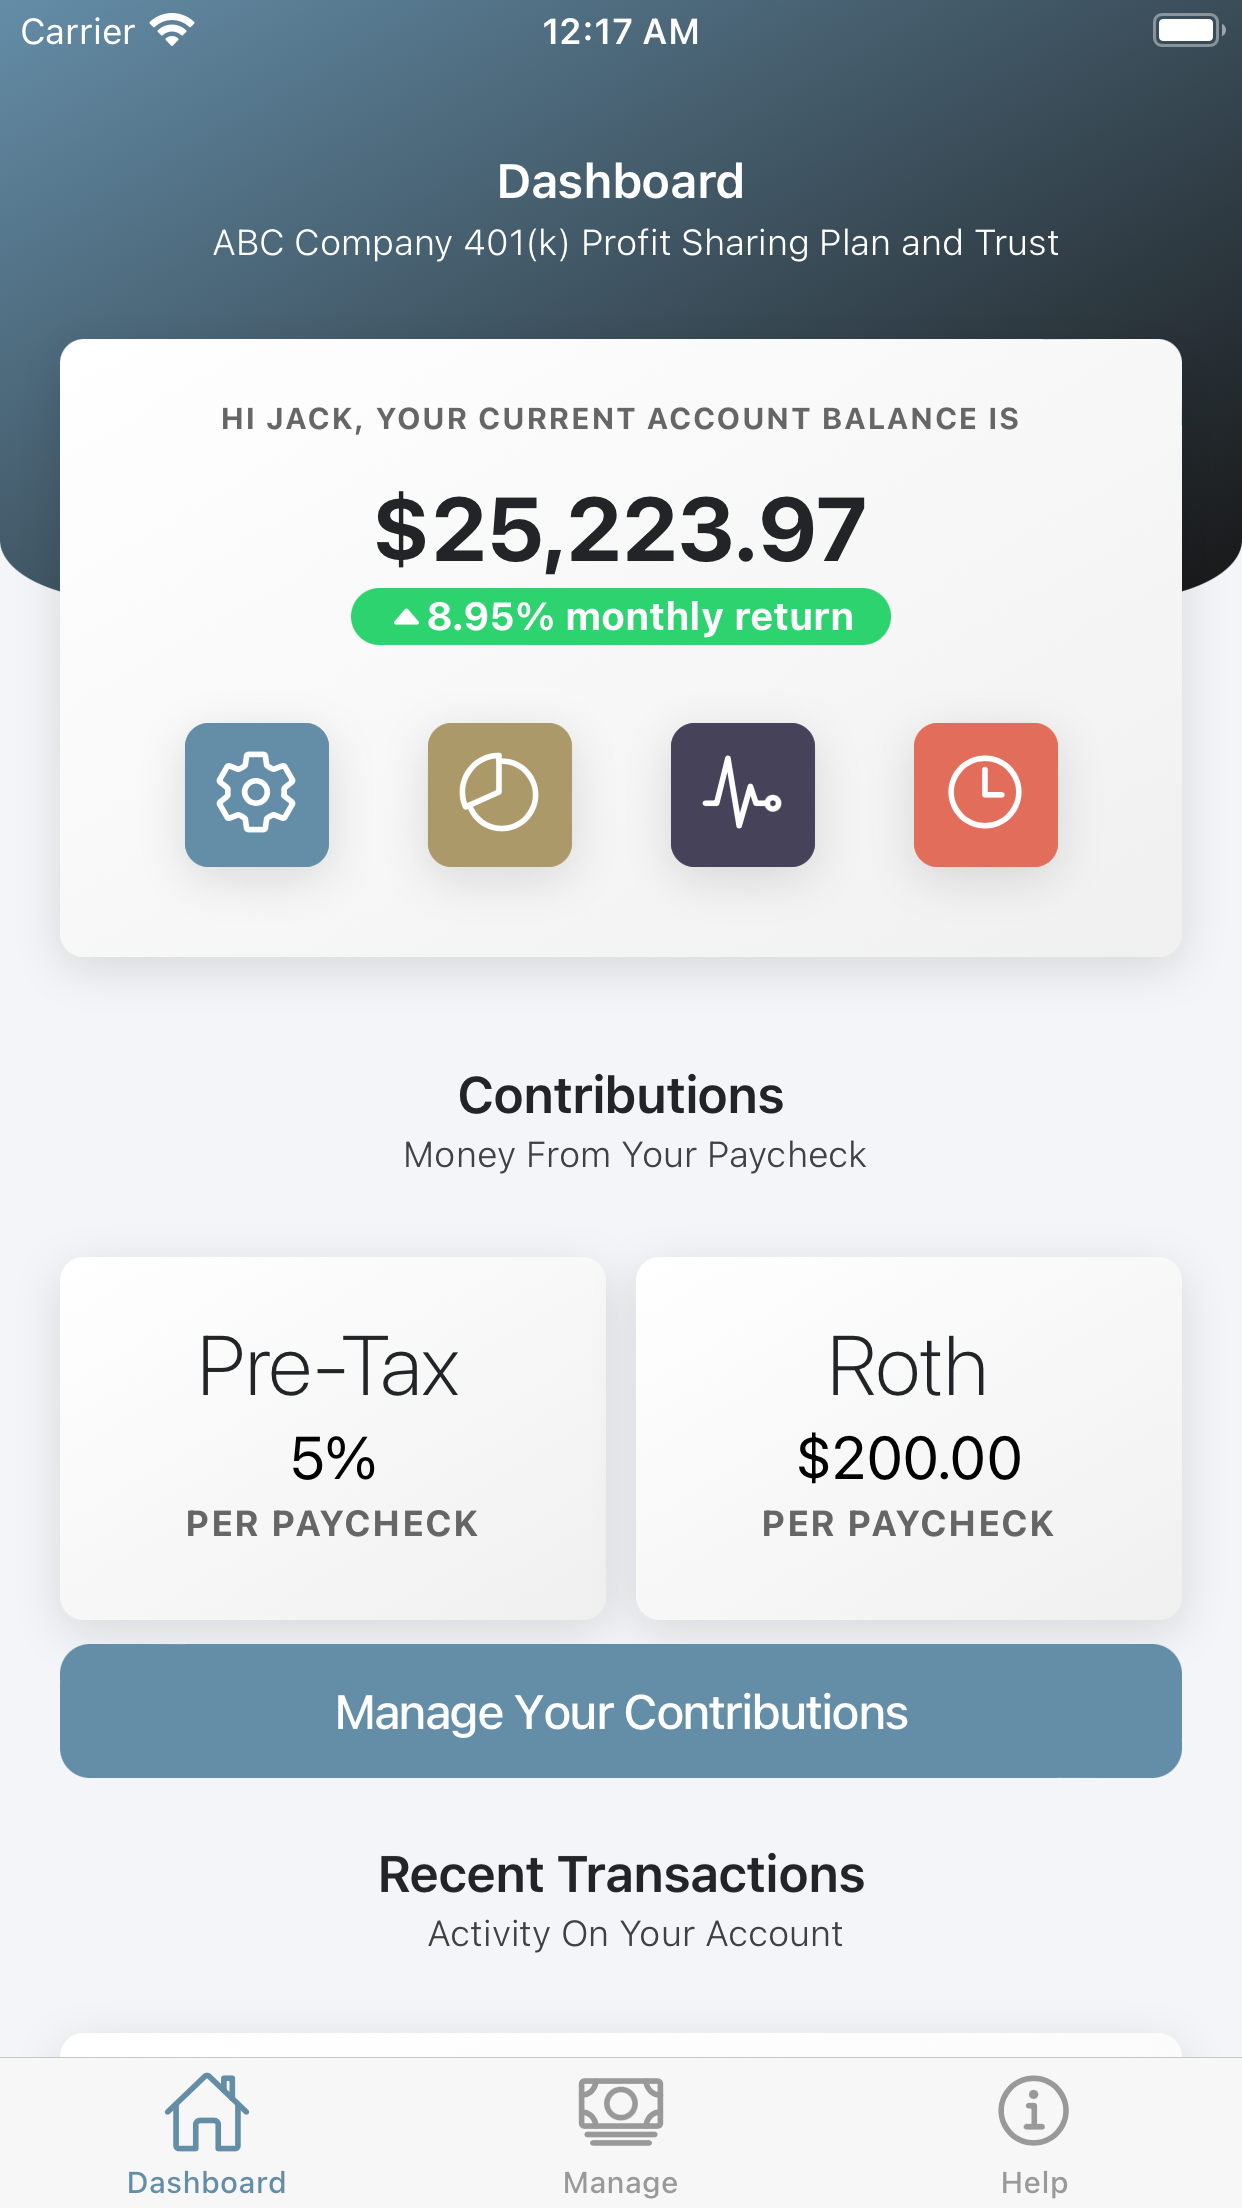 Carrier 12:17 AM
Dashboard
ABC Company 401(k) Profit Sharing Plan and Trust
HI JACK, YOUR CURRENT ACCOUNT BALANCE IS
$25,223.97
8.95% monthly return
Contributions
Money From Your Paycheck
Pre-Tax
5%
PER PAYCHECK
Roth
$200.00
PER PAYCHECK
Manage Your Contributions
Recent Transactions
Activity On Your Account
Dashboard
Manage
Help